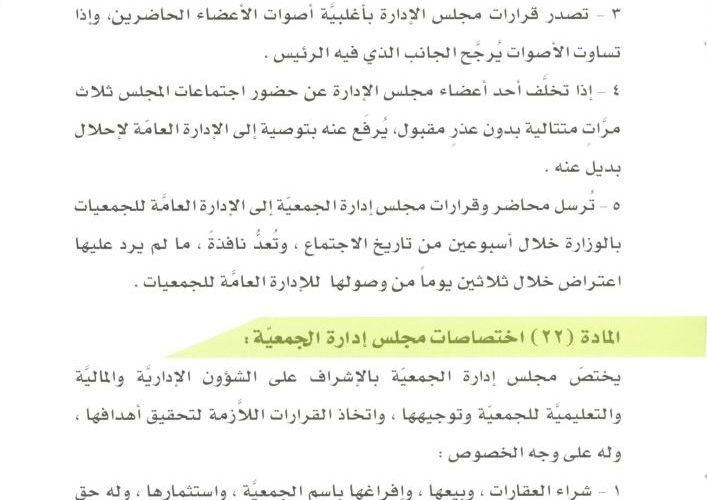 ٣ - تصدر قرارات مجلس الإدارة بأغلبيَّة أصوات الأعضاء الحاضرين، وإذا
تساوت الأصوات يُرجَّح الجانب الذي فيه الرئيس .
٤ - إذا تخلَّف أحد أعضاء مجلس الإدارة عن حضور اجتماعات المجلس ثلاث
مرَّاتٍ متتالية بدون عذرٍ مقبول، يُرفَع عنه بتوصية إلى الإدارة العامَّة لإحلال
بديل عنه .
٥ - تُرسل محاضر وقرارات مجلس إدارة الجمعيَّة إلى الإدارة العامَّة للجمعيات
بالوزارة خلال أسبوعين من تاريخ الاجتماع ، وتُعدُّ نافذةً ، ما لم يرد عليها
اعتراض خلال ثلاثين يوماً من وصولها للإدارة العامَّة للجمعيات .
المادة (٢٢) اختصاصات مجلس إدارة الجمعيّة :
يختصّ مجلس إدارة الجمعيّة بالإشراف على الشؤون الإداريَّة والماليَّة
والتعليميَّة للجمعيّة وتوجيهها ، واتخاذ القرارات اللاَّزمة لتحقيق أهدافها ،
وله على وجه الخصوص :
١ - شراء العقارات ، وبيعها ، وإفراغها باسم الجمعيَّة ، واستثمارها ، وله حق